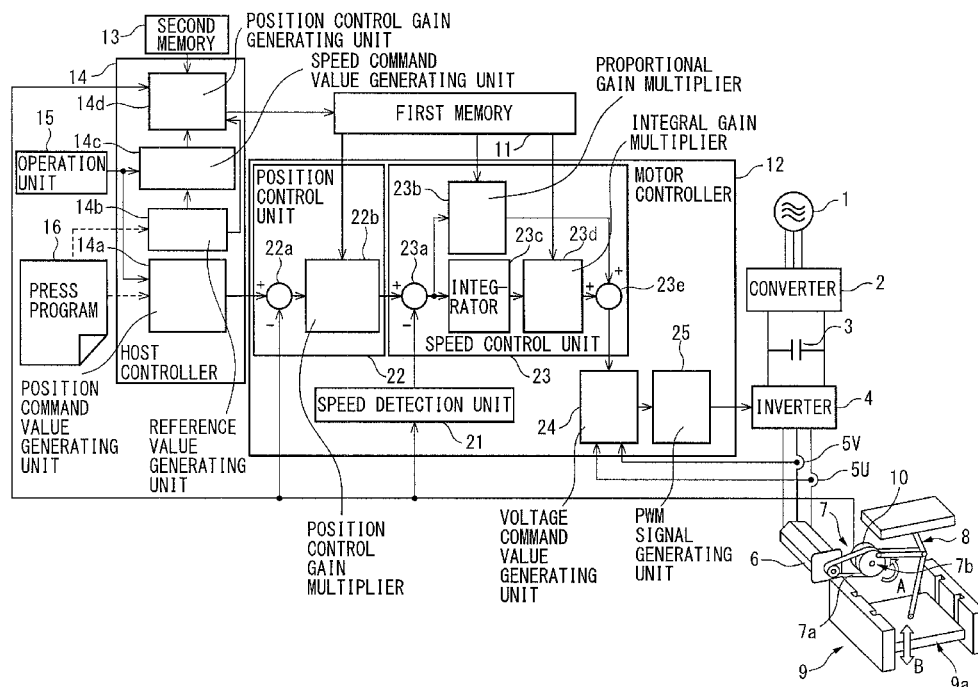 13
SECOND
MEMORY
POSITION CONTROL GAIN
GENERATING UNIT
SPEED COMMAND
VALUE GENERATING UNIT
PROPORTIONAL
GAIN MULTIPLIER
14
14d
15
OPERATION
UNIT
14c
14b
16
14a
PRESS
PROGRAM
HOST
CONTROLLER
FIRST MEMORY
11
INTEGRAL GAIN
MULTIPLIER
POSITION
CONTROL
UNIT
22a
22b
+
-
22
MOTOR
CONTROLLER
12
23b
23a
23c
23d
+
-
INTEG-
RATOR
+
+
23e
SPEED CONTROL UNIT
23
SPEED DETECTION UNIT
21
24
25
1
CONVERTER
2
3
INVERTER
4
5V
5U
POSITION
COMMAND
VALUE
GENERATING
UNIT
REFERENCE
VALUE
GENERATING
UNIT
POSITION
CONTROL
GAIN
MULTIPLIER
VOLTAGE
COMMAND
VALUE
GENERATING
UNIT
PWM
SIGNAL
GENERATING
UNIT
10
7
8
6
7b
A
7a
9
B
9a